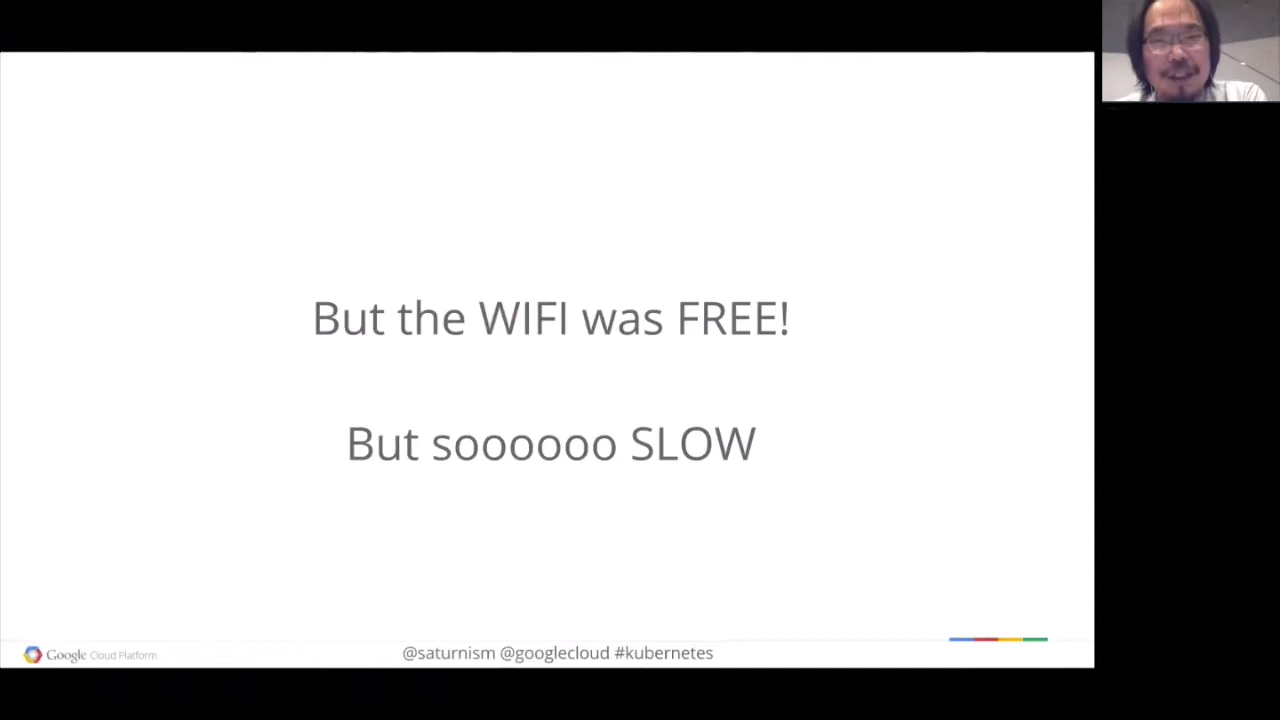 But the WIFI was FREE!
But soooooo SLOW
Google Cloud Platform
@saturnism @googlecloud #kubernetes